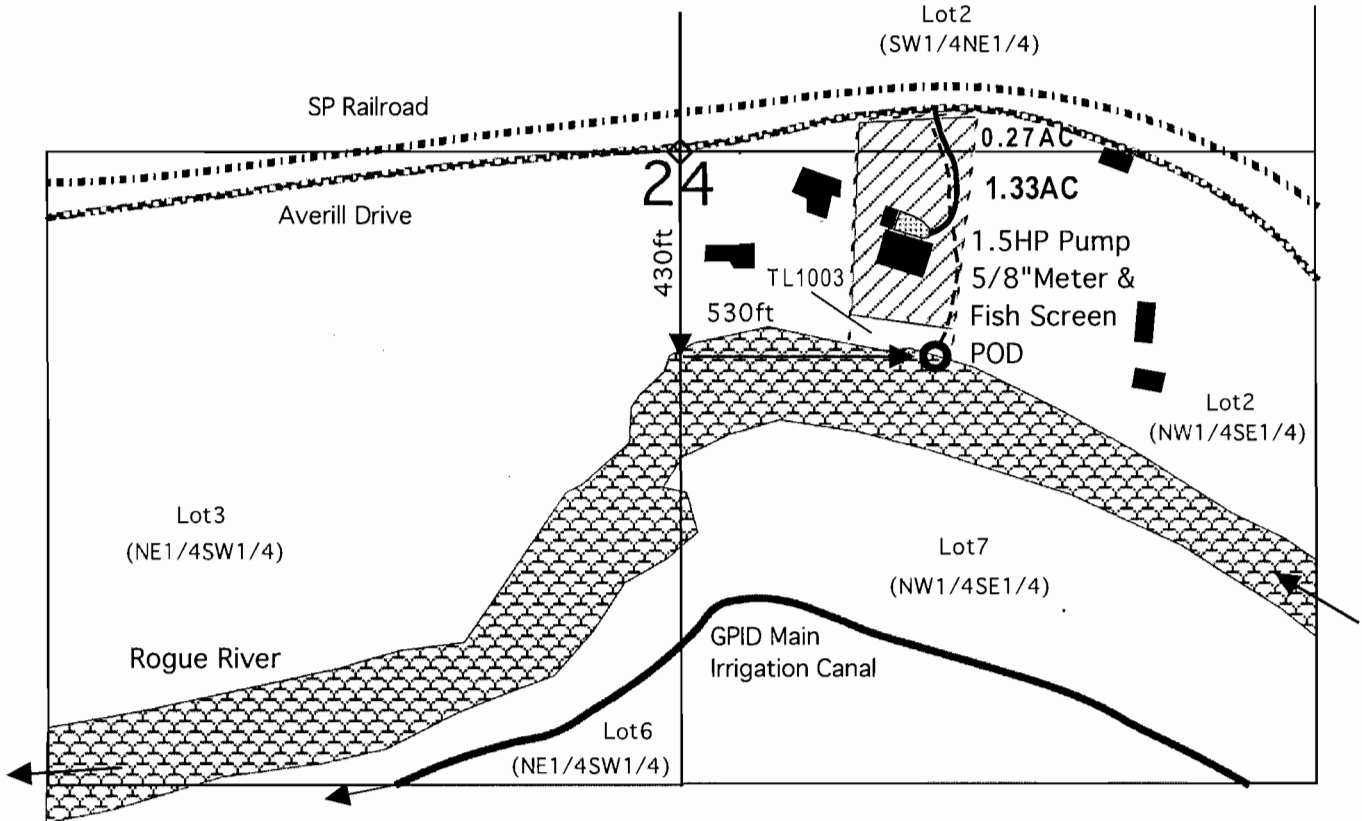 Lot2
(SW1/4NE1/4)
SP Railroad
0.27AC
24
1.33AC
Averill Drive
430ft
1.5HP Pump
5/8"Meter &
Fish Screen
POD
TL1003
530ft
Lot2
(NW1/4SE1/4)
Lot3
(NE1/4SW1/4)
Lot7
(NW1/4SE1/4)
Rogue River
GPID Main
Irrigation Canal
Lot6
(NE1/4SW1/4)